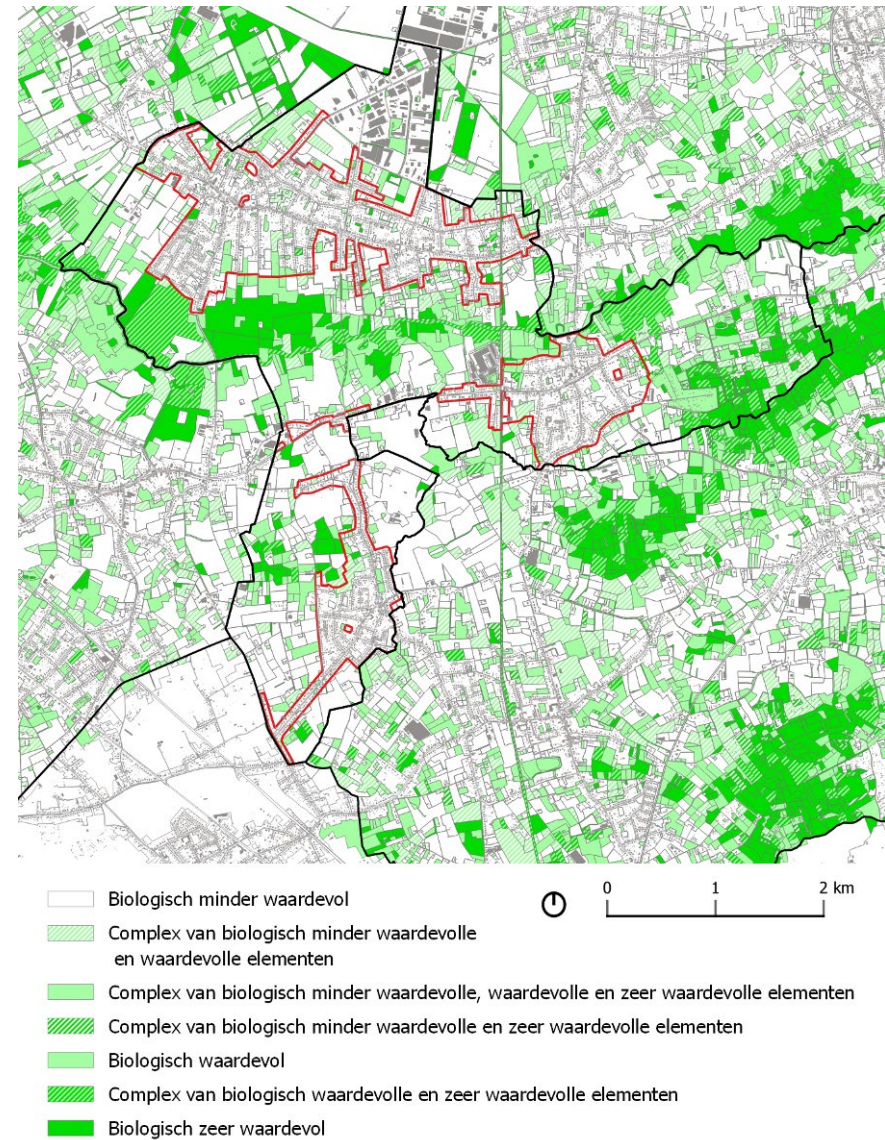 Biologisch minder waardevol
0 1 2 km
Complex van biologisch minder waardevolle
en waardevolle elementen
Complex van biologisch minder waardevolle, waardevolle en zeer waardevolle elementen
Complex van biologisch minder waardevolle en zeer waardevolle elementen
Biologisch waardevol
Complex van biologisch waardevolle en zeer waardevolle elementen
Biologisch zeer waardevol